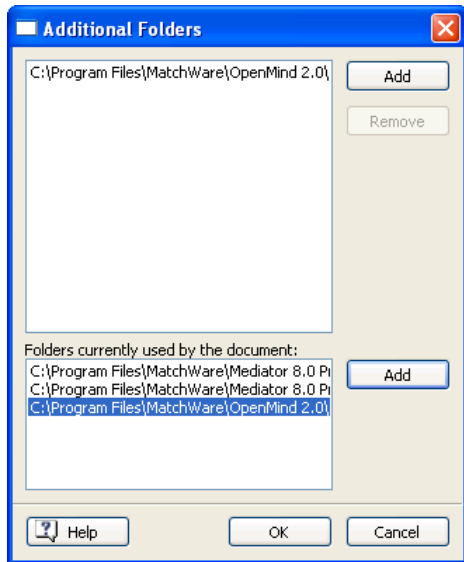 Additional Folders
C:\Program Files\MatchWare\OpenMind 2.0\
Add
Remove
Folders currently used by the document:
C:\Program Files\MatchWare\Mediator 8.0 Pr
C:\Program Files\MatchWare\Mediator 8.0 Pr
Add
C:\Program Files\MatchWare\OpenMind 2.0\
Help
OK
Cancel